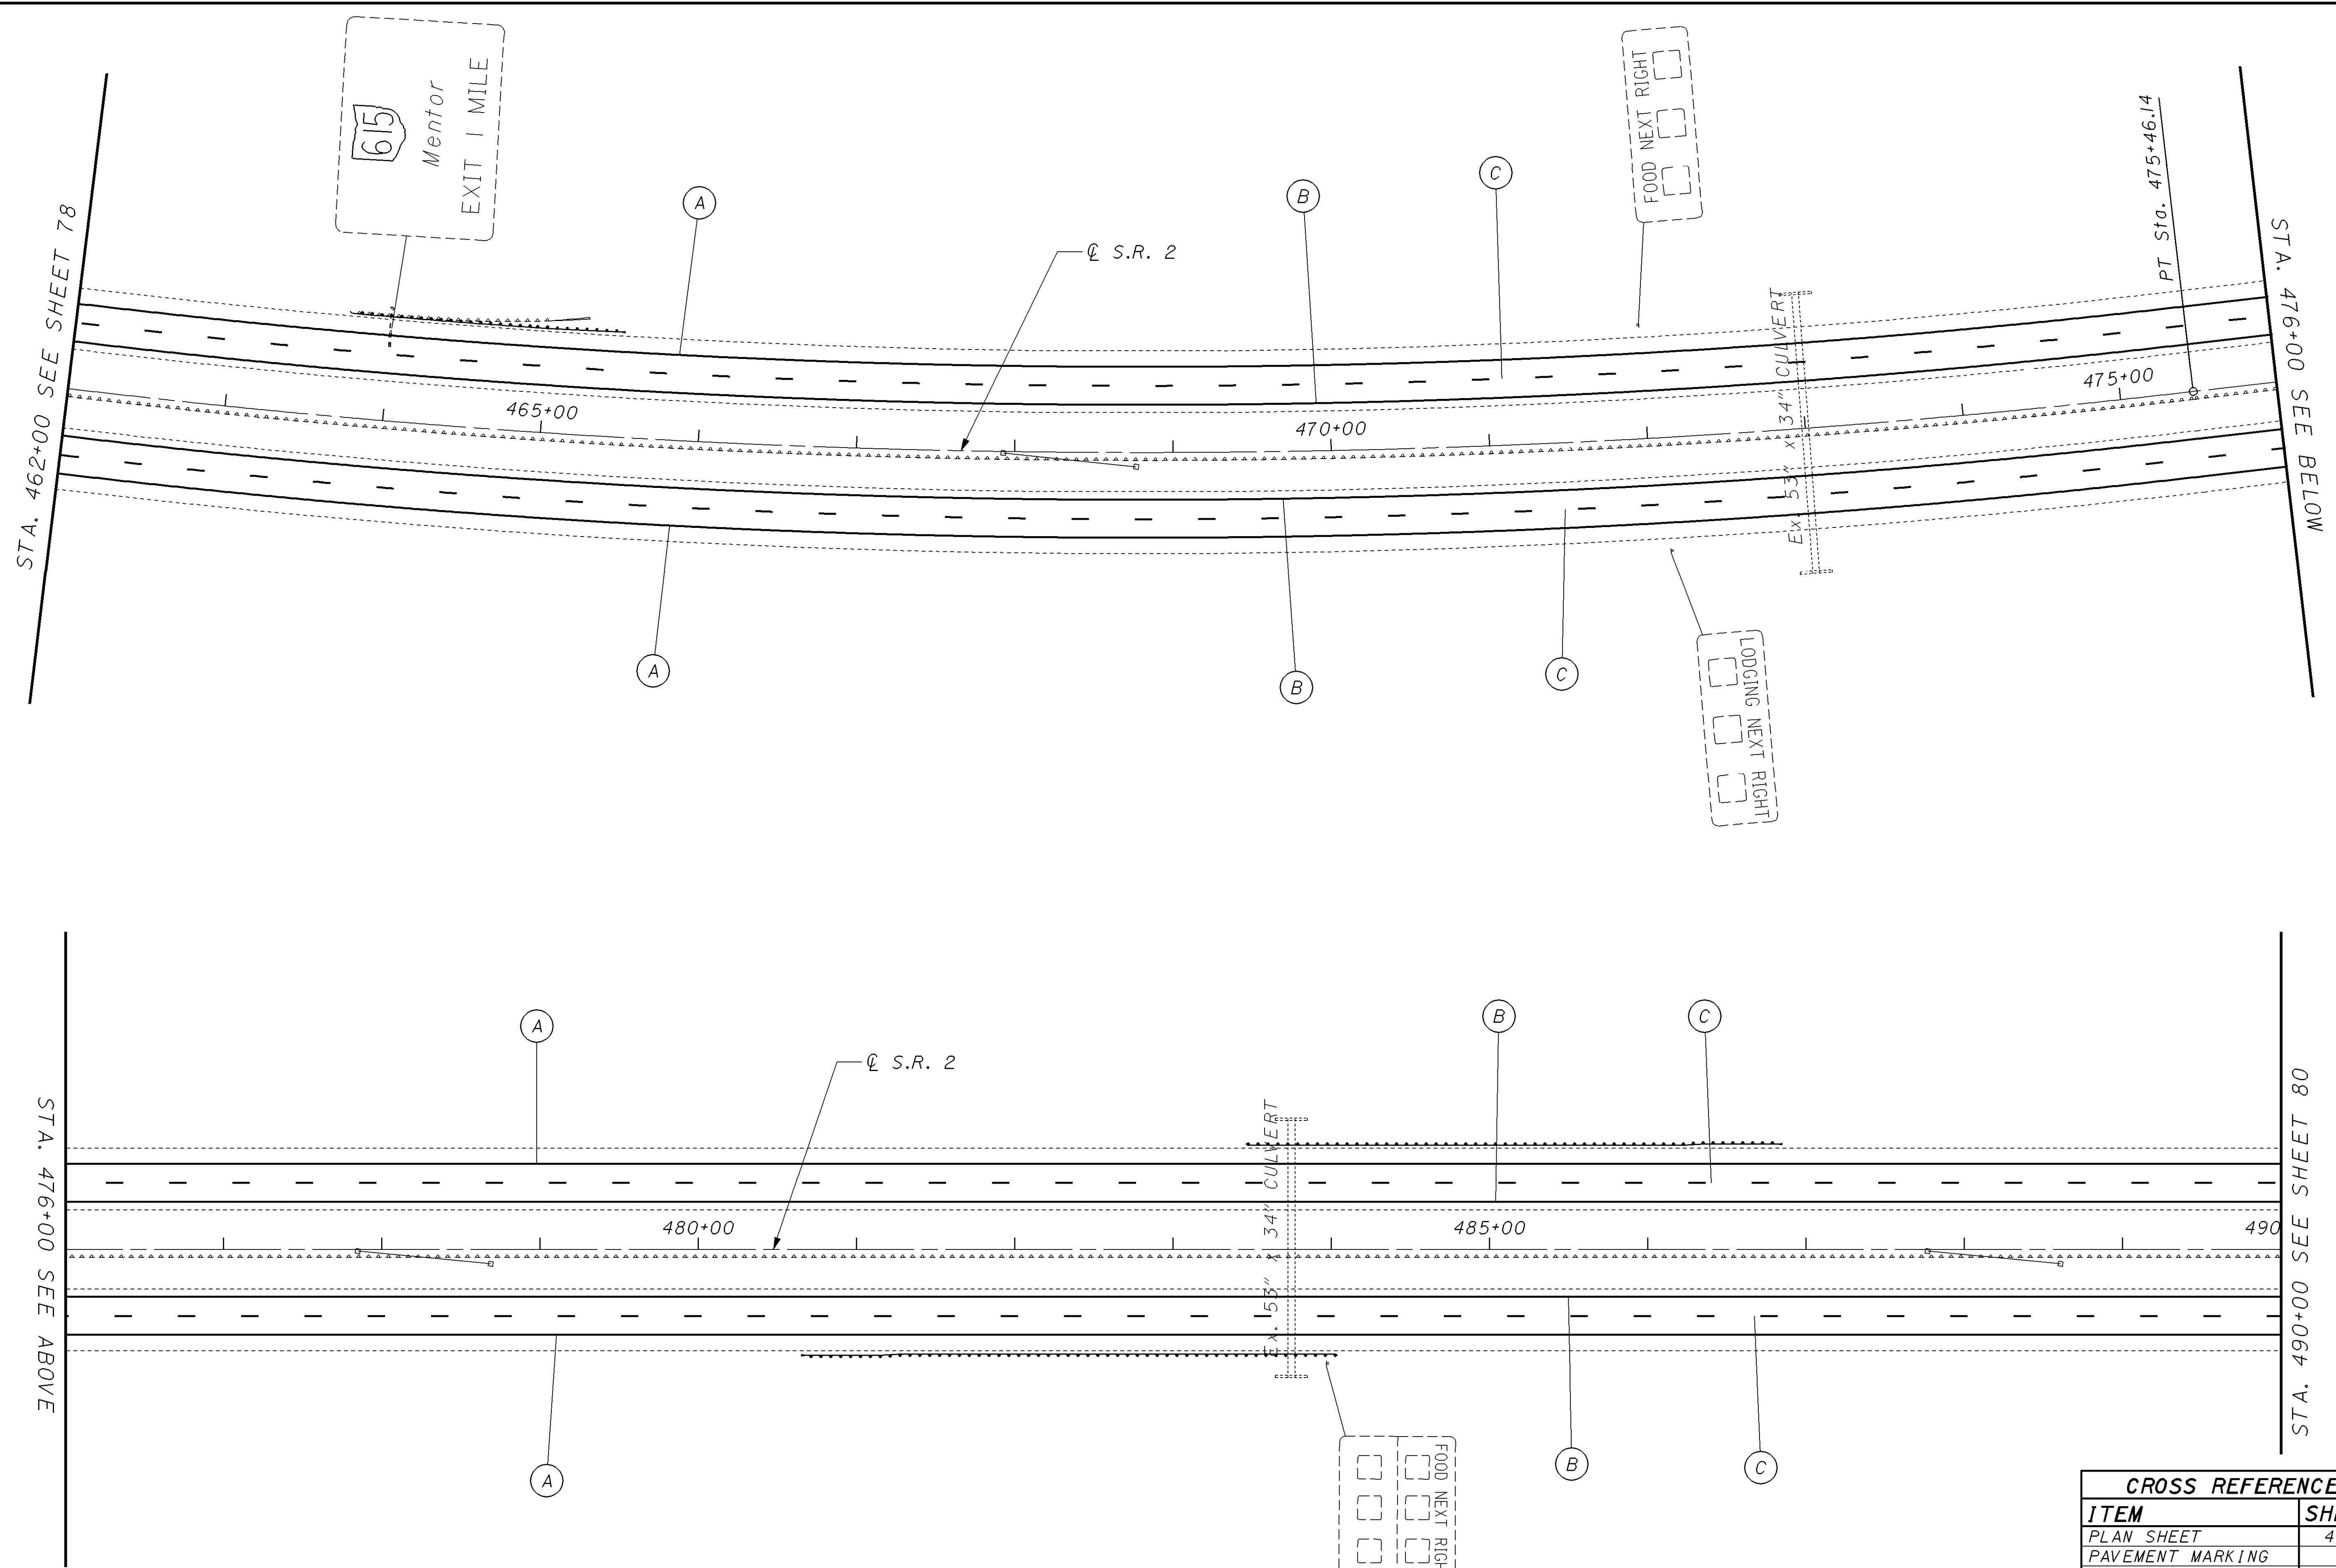 STA. 462+00 SEE SHEET 78
615
Mentor
EXIT 1 MILE
A
B
C
FOOD NEXT RIGHT
PT Sta. 475+46.14
STA. 476+00 SEE BELOW
℄ S.R. 2
465+00
470+00
475+00
Ex. 53" x 34" CULVERT
A
B
C
LODGING NEXT RIGHT
STA. 476+00 SEE ABOVE
A
℄ S.R. 2
B
C
480+00
485+00
490
Ex. 53" x 34" CULVERT
STA. 490+00 SEE SHEET 80
A
B
C
FOOD NEXT
CROSS REFERENCE
ITEM
PLAN SHEET 4
PAVEMENT MARKING